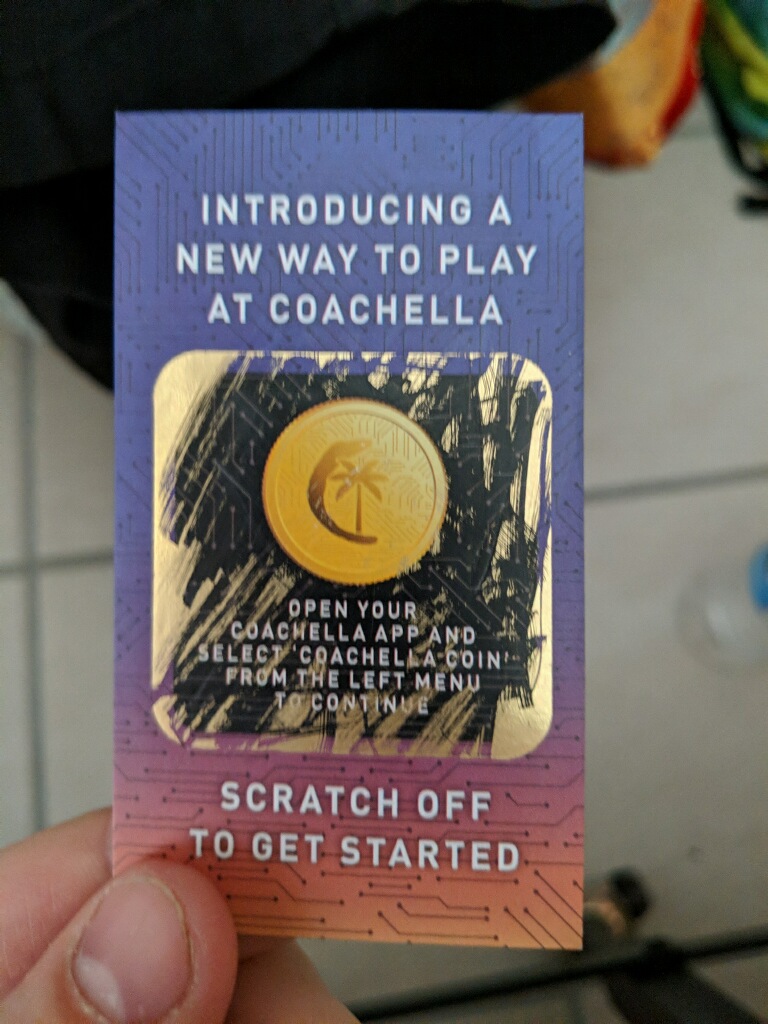 INTRODUCING A
NEW WAY TO PLAY
AT COACHELLA
OPEN YOUR
COACHELLA APP AND
SELECT 'COACHELLA COIN'
FROM THE LEFT MENU
TO CONTINUE
SCRATCH OFF
TO GET STARTED